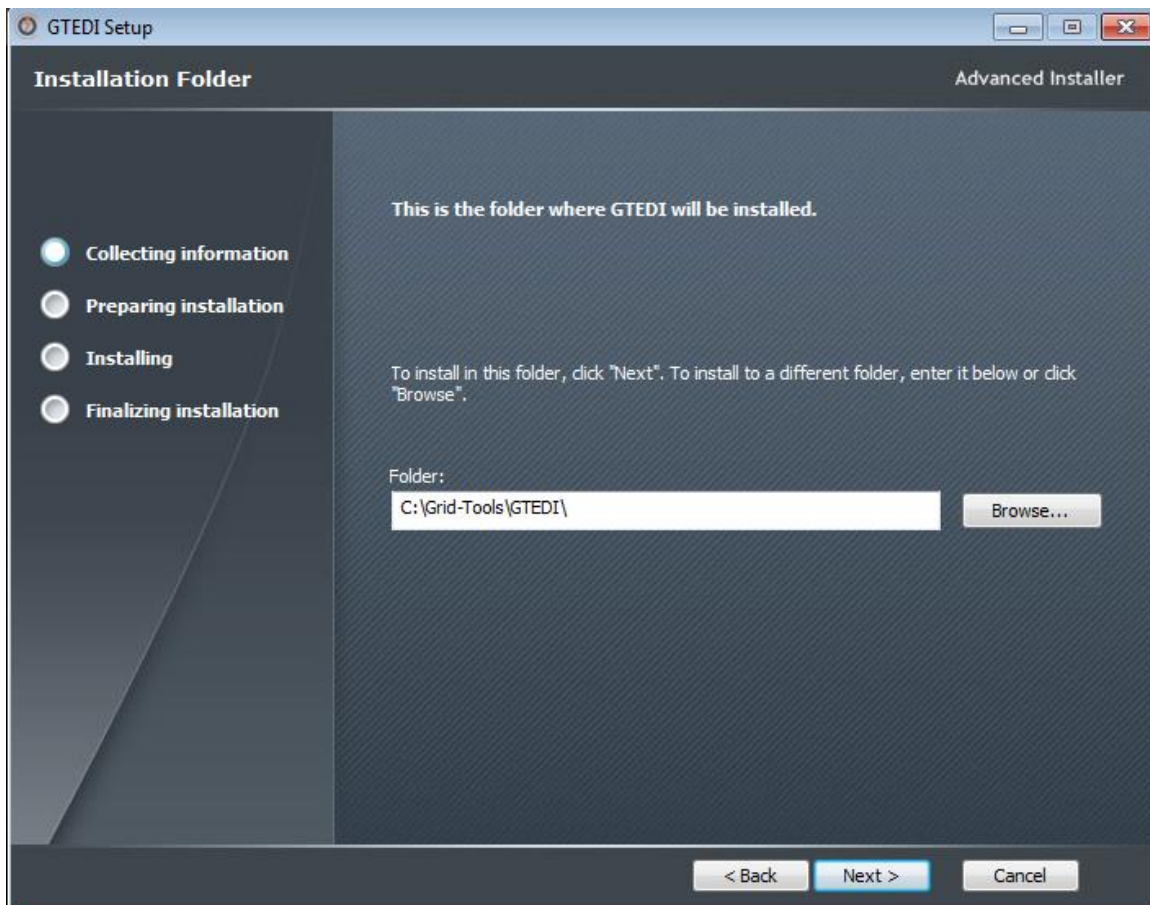 GTEDI Setup
Installation Folder
Advanced Installer
This is the folder where GTEDI will be installed.
Collecting information
Preparing installation
Installing
Finalizing installation
To install in this folder, click "Next". To install to a different folder, enter it below or click
"Browse".
Folder:
C:\Grid-Tools\GTEDI\
Browse...
< Back
Next >
Cancel